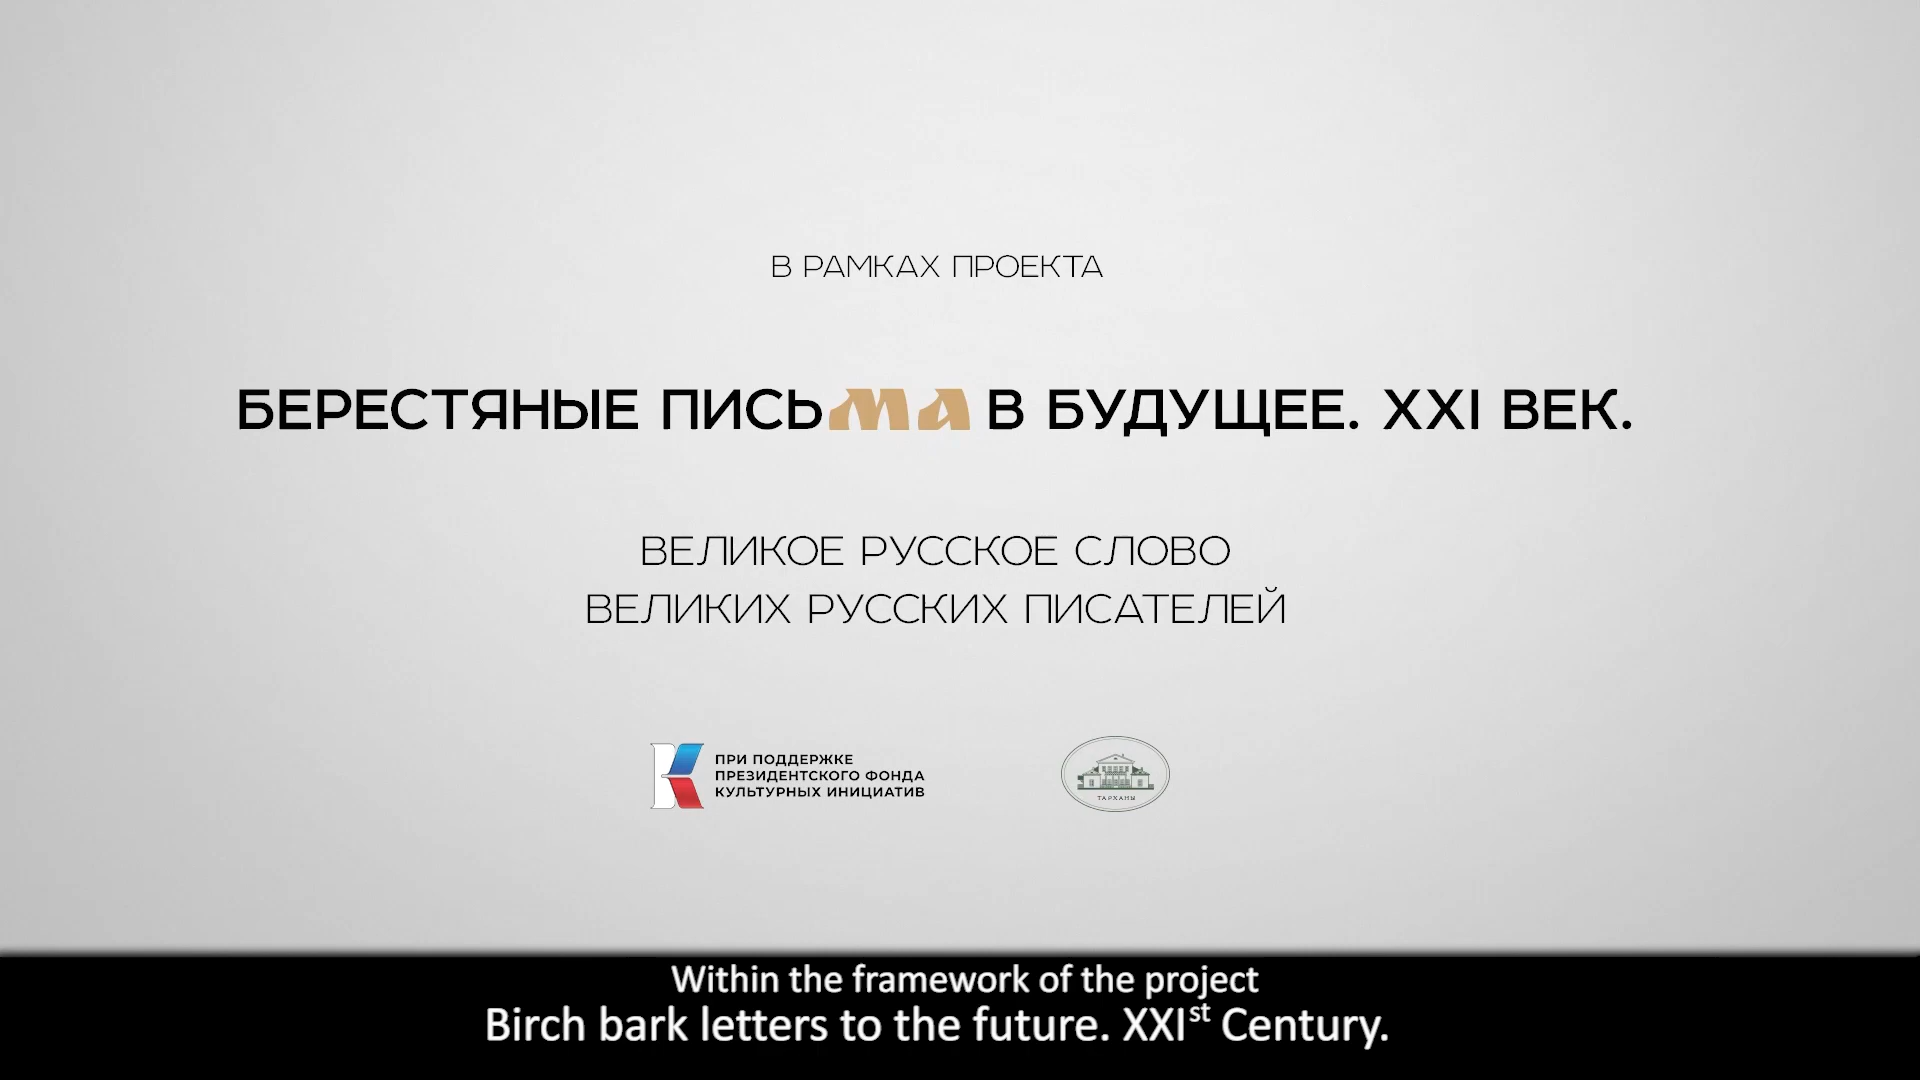 В РАМКАХ ПРОЕКТА
БЕРЕСТЯНЫЕ ПИСЬМА В БУДУЩЕЕ. XXI ВЕК.
ВЕЛИКОЕ РУССКОЕ СЛОВО
ВЕЛИКИХ РУССКИХ ПИСАТЕЛЕЙ
ПРИ ПОДДЕРЖКЕ
ПРЕЗИДЕНТСКОГО ФОНДА
КУЛЬТУРНЫХ ИНИЦИАТИВ
ТАРХАНЫ
Within the framework of the project
Birch bark letters to the future. XXIst Century.